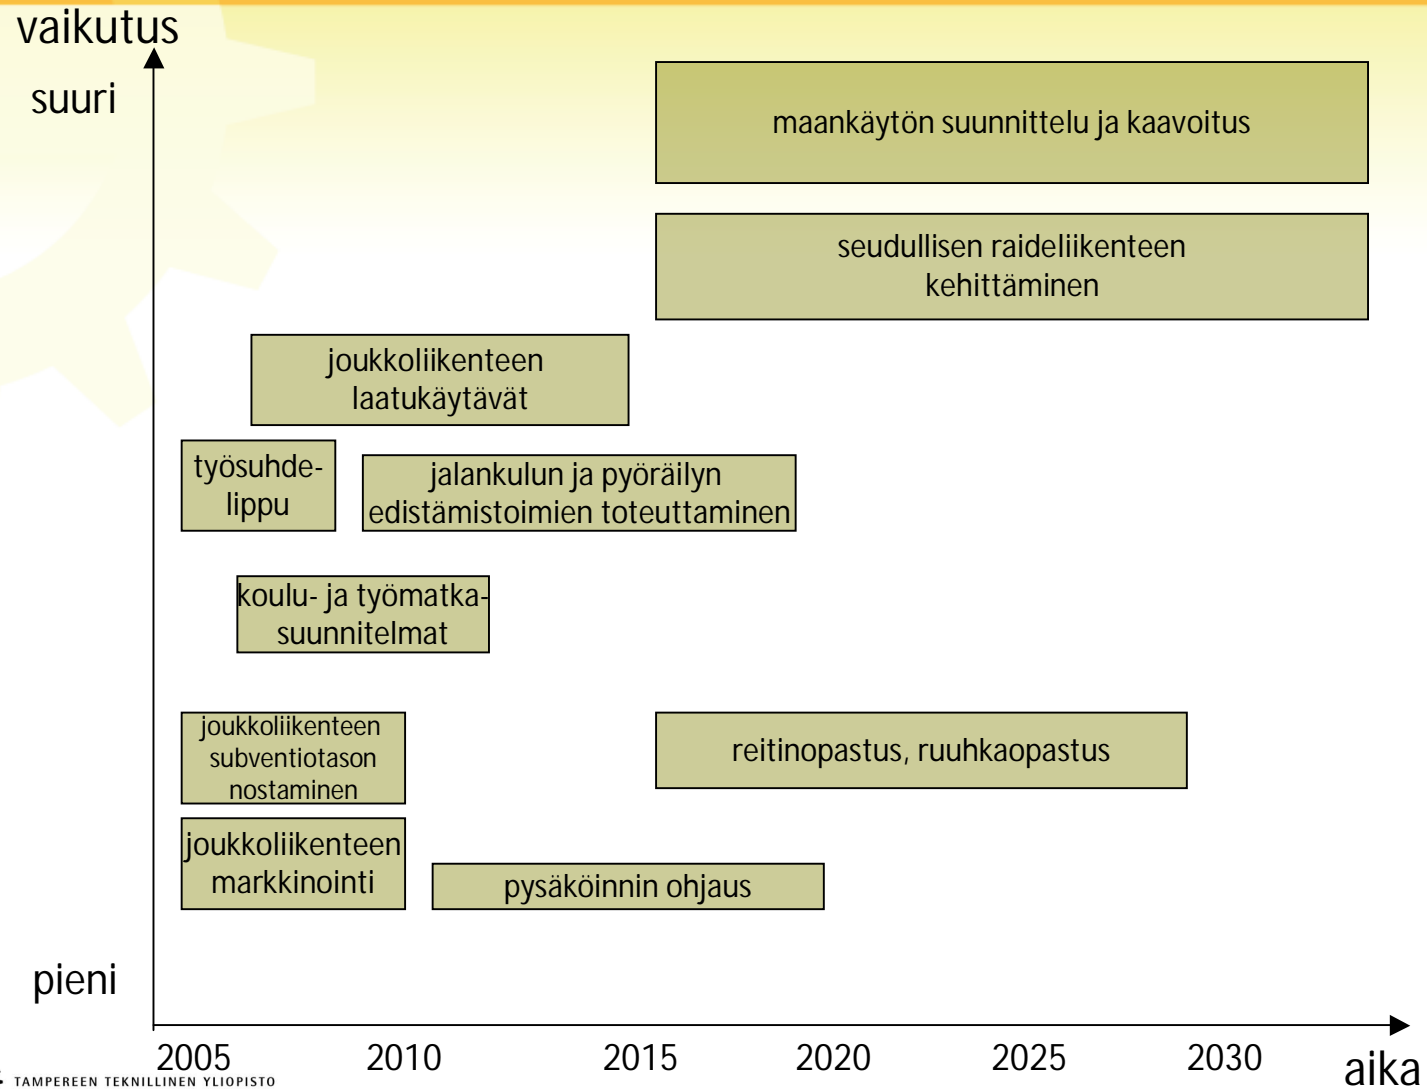 vaikutus
suuri
maankäytön suunnittelu ja kaavoitus
seudullisen raideliikenteen
kehittäminen
joukkoliikenteen
laatukäytävät
työsuhde-
lippu
jalankulun ja pyöräilyn
edistämistoimien toteuttaminen
koulu- ja työmatka-
suunnitelmat
joukkoliikenteen
subventiotason
nostaminen
reitinopastus, ruuhkaopastus
joukkoliikenteen
markkinointi
pysäköinnin ohjaus
pieni
2005 2010 2015 2020 2025 2030 aika
TAMPEREEN TEKNILLINEN YLIOPISTO